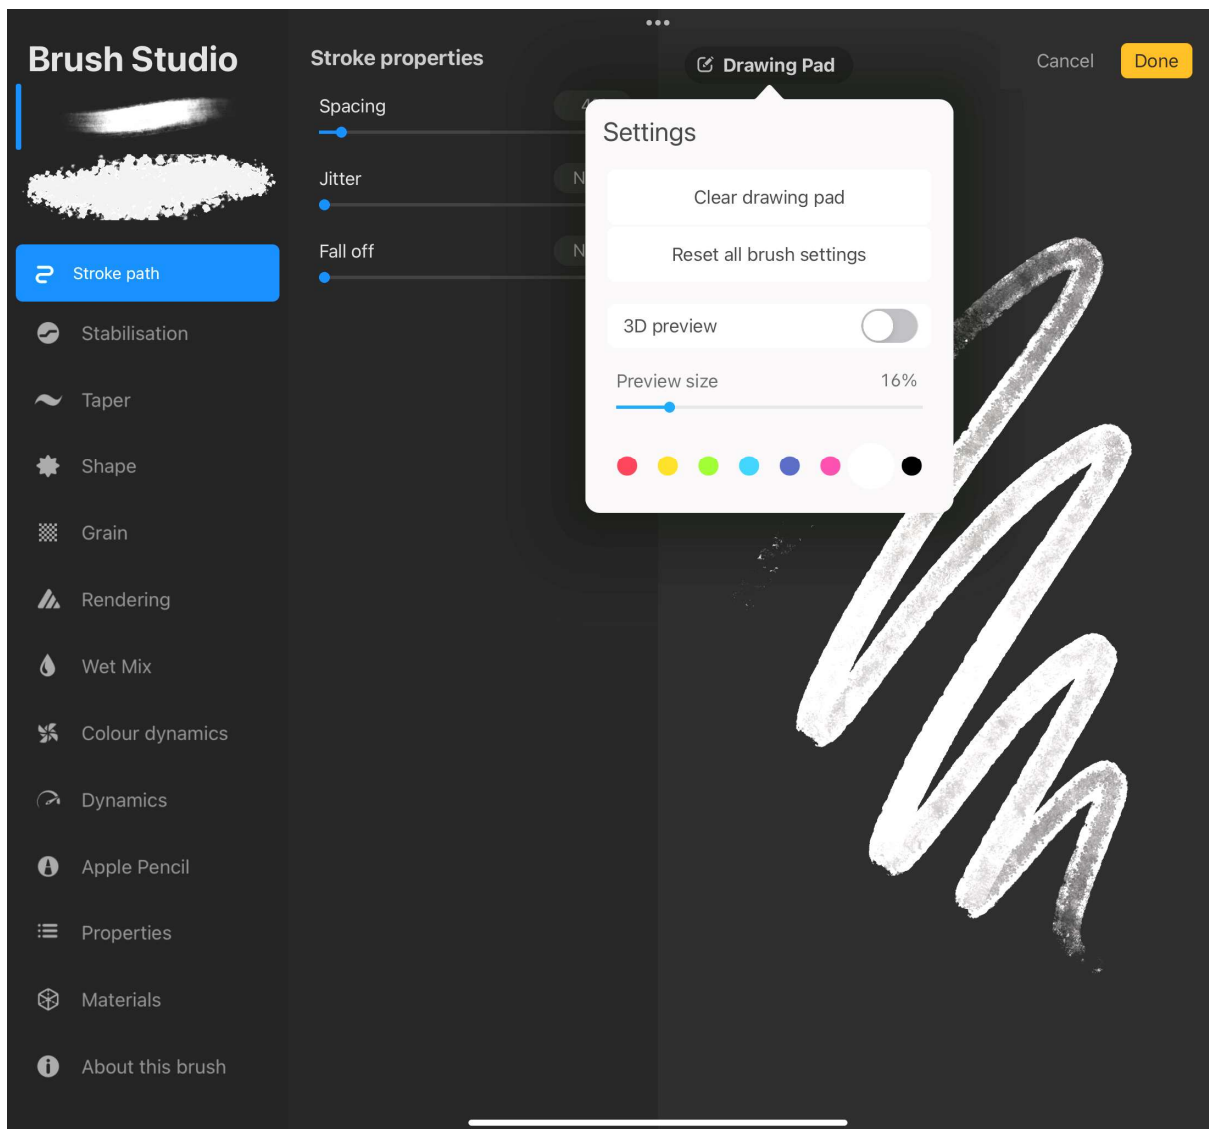 Brush Studio
Stroke path
Stabilisation
Taper
Shape
Grain
Rendering
Wet Mix
Colour dynamics
Dynamics
Apple Pencil
Properties
Materials
About this brush
Stroke properties
Spacing
Jitter
Fall off
Drawing Pad
Cancel
Done
Settings
Clear drawing pad
Reset all brush settings
3D preview
Preview size 16%